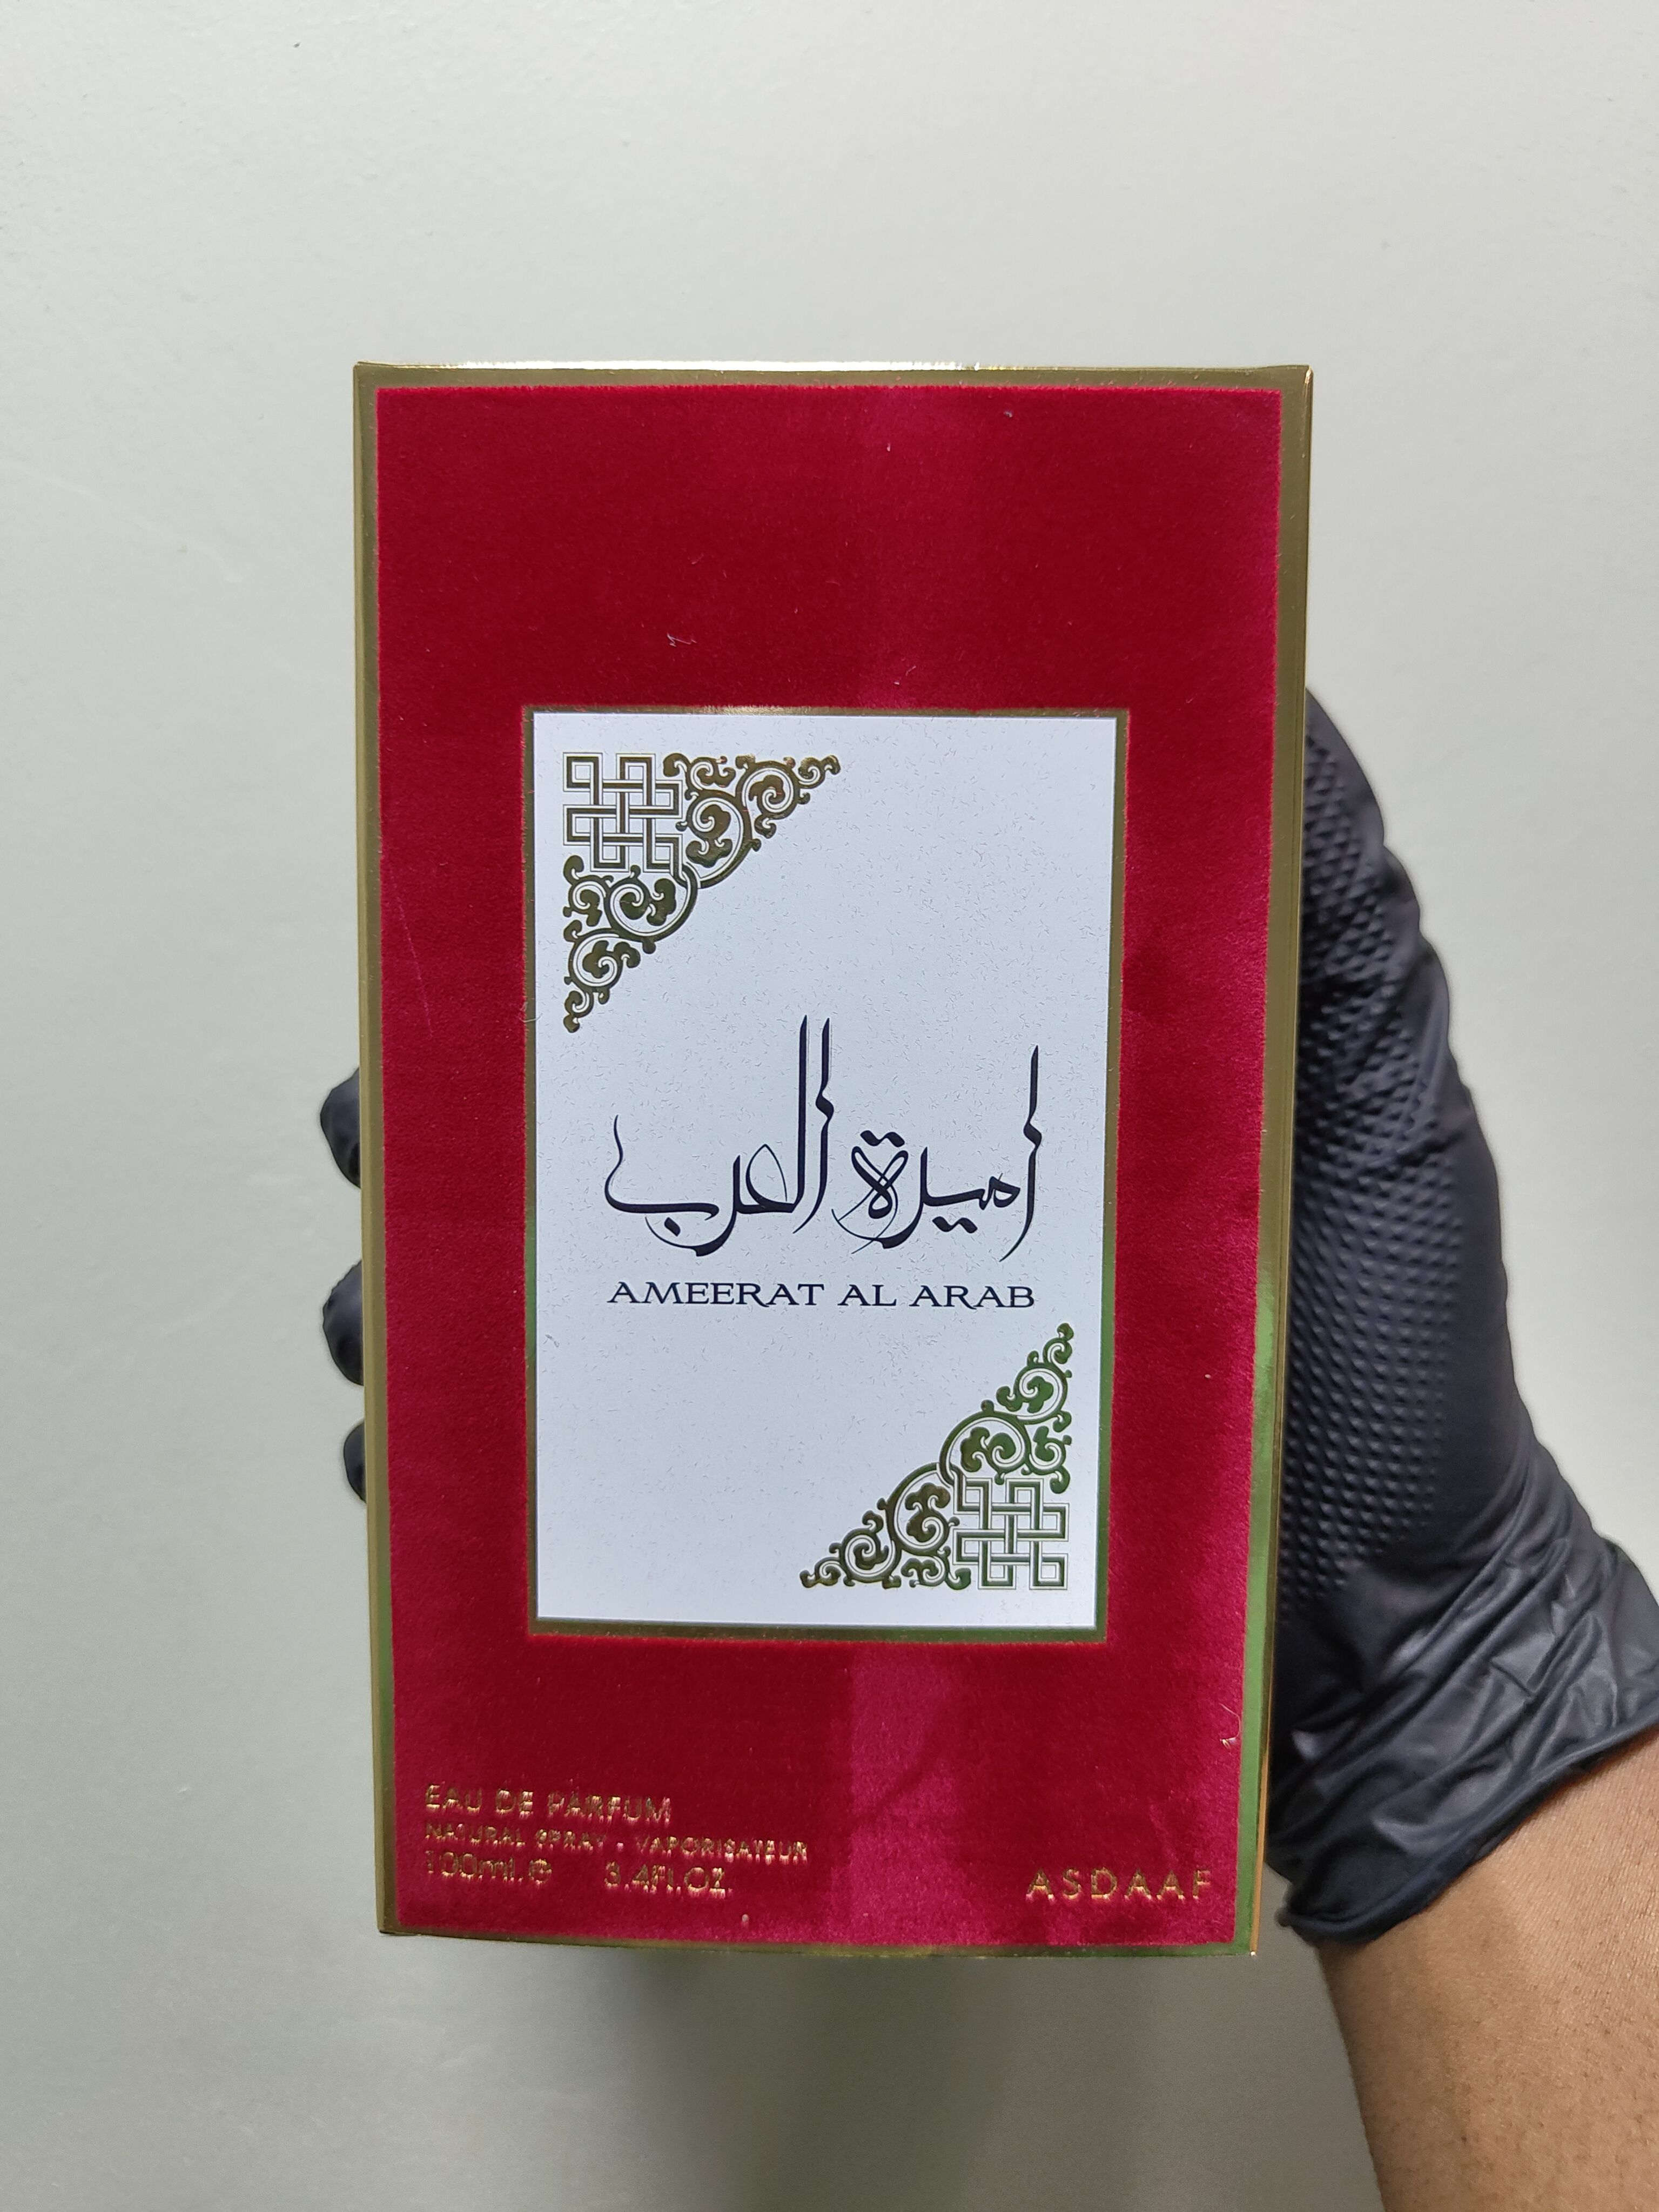 اميرة العرب
AMEERAT AL ARAB
EAU DE PARFUM
NATURAL SPRAY . VAPORISATEUR
100ml.e 3.4Fl.OZ.
ASDAAF